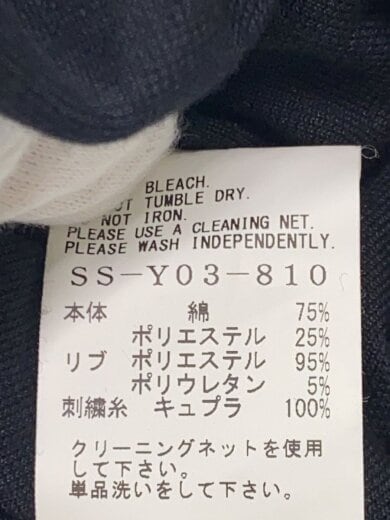 BLEACH.
TUMBLE DRY.
NOT IRON.
PLEASE USE A CLEANING NET.
PLEASE WASH INDEPENDENTLY.
SS-Y03-810
本体 綿 75%
ポリエステル 25%
リブ ポリエステル 95%
ポリウレタン 5%
刺繍糸 キュプラ 100%
クリーニングネットを使用
して下さい。
単品洗いをして下さい。